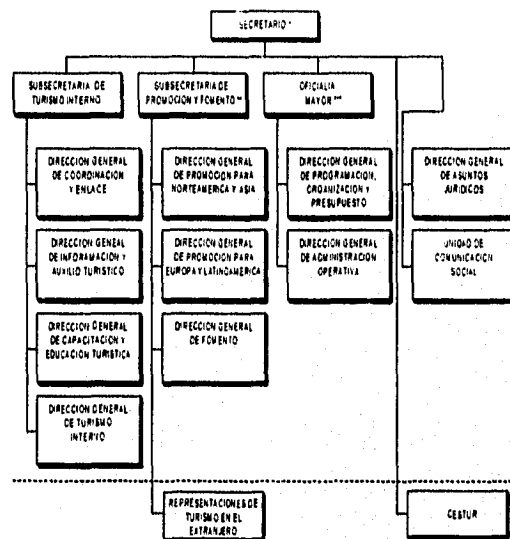 SECRETARIO *
SUBSECRETARIA DE
TURISMO INTERNO
SUBSECRETARIA DE
PROMOCION Y FOMENTO **
OFICIALIA
MAYOR ***
DIRECCION GENERAL
DE COORDINACION
Y ENLACE
DIRECCION GENERAL
DE PROMOCION PARA
NORTEAMERICA Y ASIA
DIRECCION GENERAL
DE PROGRAMACION,
ORGANIZACION Y
PRESUPUESTO
DIRECCION GENERAL
DE ASUNTOS
JURIDICOS
DIRECCION GENERAL
DE INFORAMACION Y
AUXILIO TURISTICO
DIRECCION GENERAL
DE PROMOCION PARA
EUROPA Y LATINOAMERICA
DIRECCION GENERAL
DE ADMINISTRACION
OPERATIVA
UNIDAD DE
COMUNICACION
SOCIAL
DIRECCION GENERAL
DE CAPACITACION Y
EDUCACION TURISTICA
DIRECCION GENERAL
DE FOMENTO
DIRECCION GENERAL
DE TURISMO
INTERNO
REPRESENTACIONES DE
TURISMO EN EL
EXTRANJERO
CESTUR